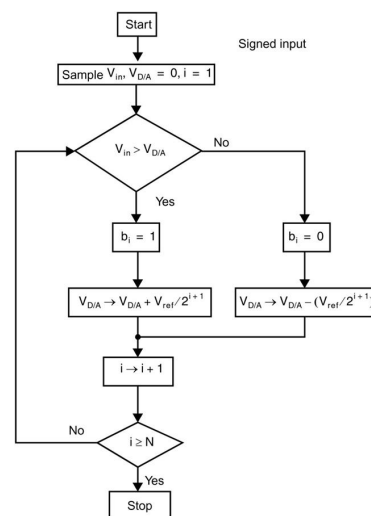 Start
Signed input
Sample V_in, V_D/A = 0, i = 1
V_in > V_D/A
No
Yes
b_i = 1
b_i = 0
V_D/A → V_D/A + V_ref/2^{i+1}
V_D/A → V_D/A – (V_ref/2^{i+1})
i → i + 1
No
i ≥ N
Yes
Stop